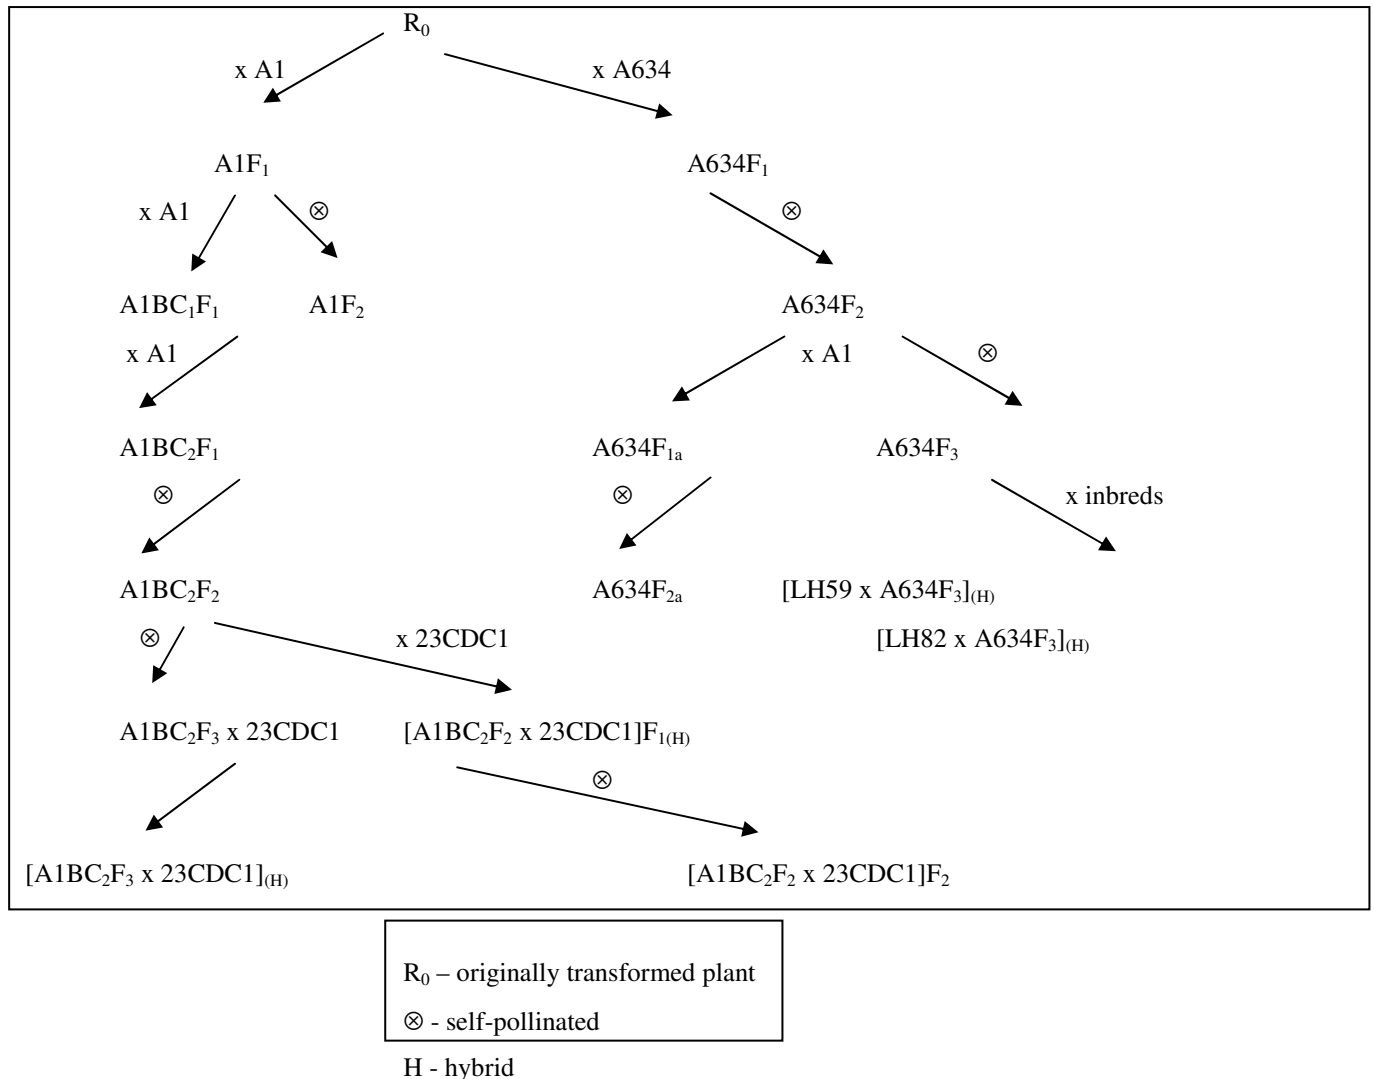 R₀
x A1 x A634
A1F₁ A634F₁
x A1 ⊗ ⊗
A1BC₁F₁ A1F₂ A634F₂
x A1 x A1 ⊗
A1BC₂F₁ A634F₁ₐ A634F₃
⊗ ⊗ x inbreds
A1BC₂F₂ A634F₂ₐ [LH59 x A634F₃]₍H₎
⊗ x 23CDC1 [LH82 x A634F₃]₍H₎
A1BC₂F₃ x 23CDC1 [A1BC₂F₂ x 23CDC1]F₁₍H₎
⊗
[A1BC₂F₃ x 23CDC1]₍H₎ [A1BC₂F₂ x 23CDC1]F₂
R₀ – originally transformed plant
⊗ - self-pollinated
H - hybrid